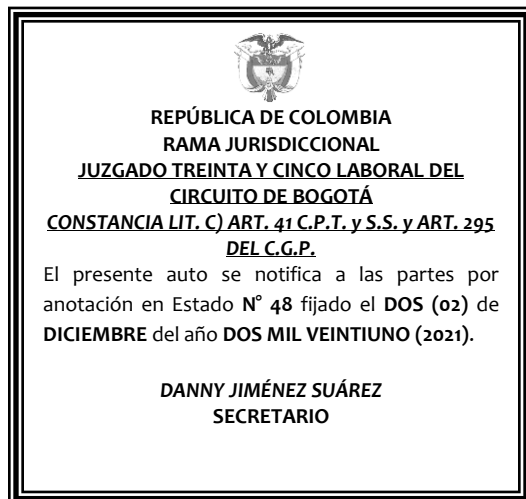 REPÚBLICA DE COLOMBIA
RAMA JURISDICCIONAL
JUZGADO TREINTA Y CINCO LABORAL DEL
CIRCUITO DE BOGOTÁ
CONSTANCIA LIT. C) ART. 41 C.P.T. y S.S. y ART. 295
DEL C.G.P.
El presente auto se notifica a las partes por
anotación en Estado N° 48 fijado el DOS (02) de
DICIEMBRE del año DOS MIL VEINTIUNO (2021).
DANNY JIMÉNEZ SUÁREZ
SECRETARIO